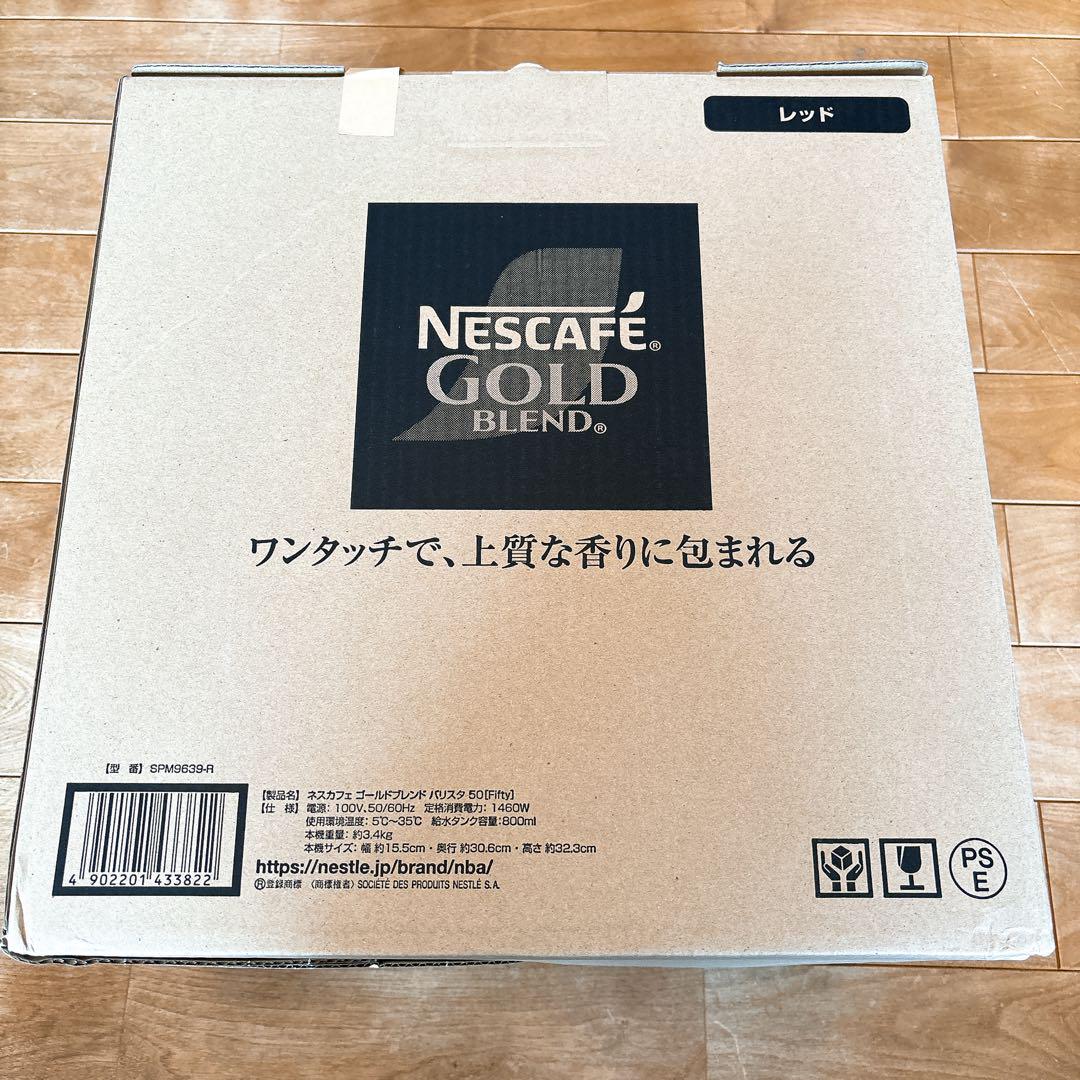 レッド
NESCAFÉ®
GOLD
BLEND®
ワンタッチで、上質な香りに包まれる
【型 番】 SPM9639-R
4 902201 433822
【製品名】 ネスカフェ ゴールドブレンド バリスタ 50[Fifty]
【仕 様】 電源：100V、50/60Hz 定格消費電力：1460W
使用環境温度：5℃～35℃ 給水タンク容量：800ml
本機重量：約3.4kg
本機サイズ：幅 約15.5cm・奥行 約30.6cm・高さ 約32.3cm
https://nestle.jp/brand/nba/
®登録商標 〈商標権者〉 SOCIÉTÉ DES PRODUITS NESTLÉ S.A.
PS
E